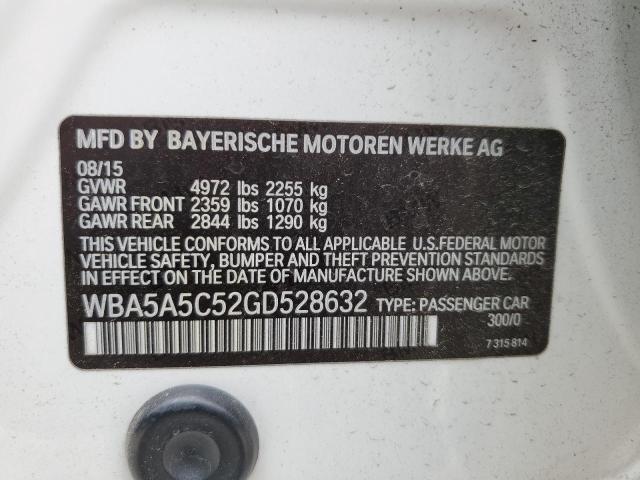 MFD BY BAYERISCHE MOTOREN WERKE AG
08/15
GVWR 4972 lbs 2255 kg
GAWR FRONT 2359 lbs 1070 kg
GAWR REAR 2844 lbs 1290 kg
THIS VEHICLE CONFORMS TO ALL APPLICABLE U.S.FEDERAL MOTOR
VEHICLE SAFETY, BUMPER AND THEFT PREVENTION STANDARDS
IN EFFECT ON THE DATE OF MANUFACTURE SHOWN ABOVE.
WBA5A5C52GD528632 TYPE: PASSENGER CAR
300/0
7 315 814